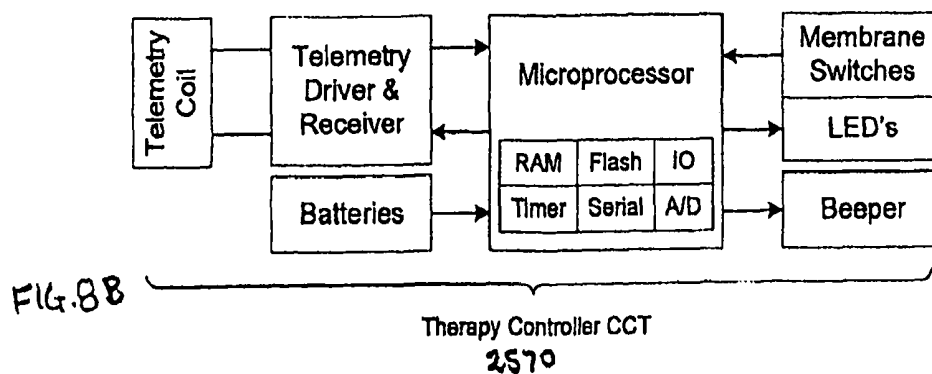 Telemetry
Coil
Telemetry
Driver &
Receiver
Batteries
Microprocessor
RAM Flash IO
Timer Serial A/D
Membrane
Switches
LED's
Beeper
FIG.8B
Therapy Controller CCT
2570